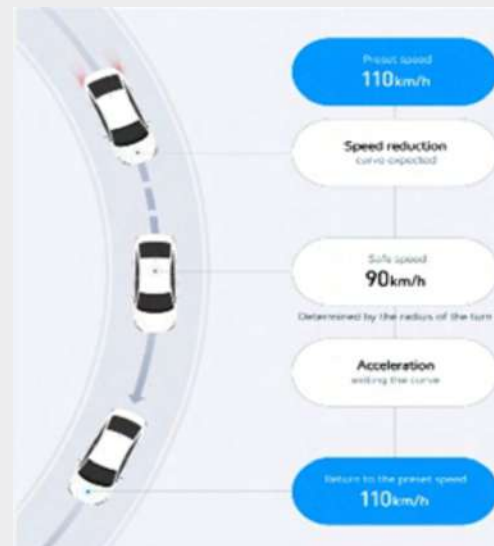 Preset speed
110km/h
Speed reduction
curve expected
Safe speed
90km/h
Determined by the radius of the turn
Acceleration
exiting the curve
Return to the preset speed
110km/h